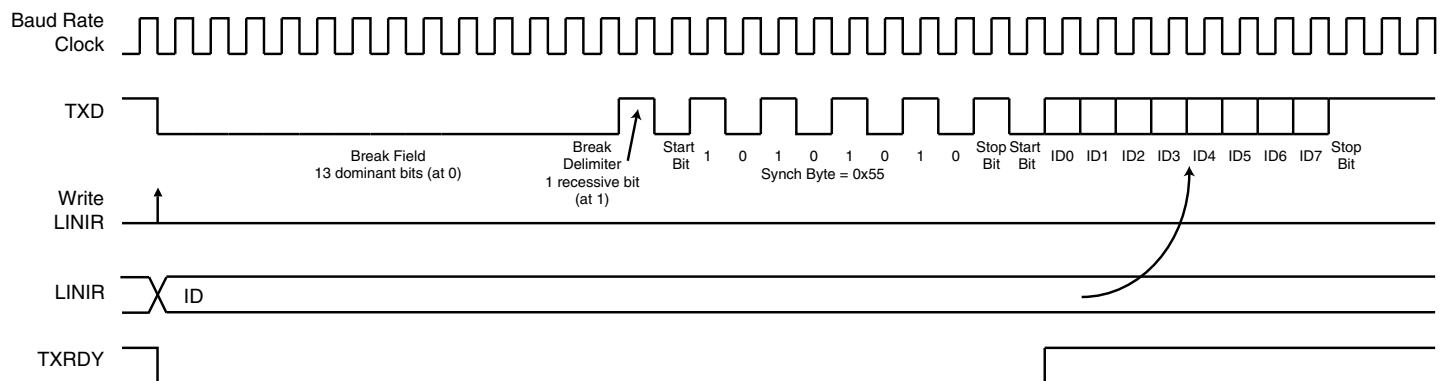 Baud Rate
Clock
TXD
Break Field
13 dominant bits (at 0)
Break
Delimiter
1 recessive bit
(at 1)
Start
Bit
1 0 1 0 1 0 1 0
Synch Byte = 0x55
Stop
Bit
Start
Bit
ID0 ID1 ID2 ID3 ID4 ID5 ID6 ID7
Stop
Bit
Write
LINIR
LINIR
ID
TXRDY